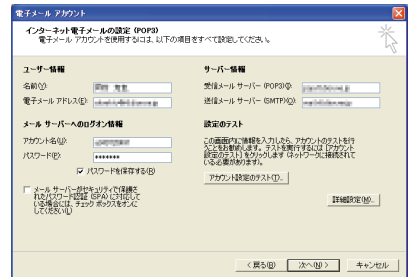 電子メール アカウント
インターネット電子メールの設定 (POP3)
電子メール アカウントを使用するには、以下の項目をすべて設定してください。
ユーザー情報
名前(Y):
電子メール アドレス(E):
メール サーバーへのログオン情報
アカウント名(U):
パスワード(P):
*******
パスワードを保存する(R)
メール サーバーがセキュリティで保護さ
れたパスワード認証 (SPA) に対応して
いる場合には、チェック ボックスをオンに
してください(L)
サーバー情報
受信メール サーバー (POP3)(I):
送信メール サーバー (SMTP)(O):
設定のテスト
この画面内に情報を入力したら、アカウントのテストを行
うことをお勧めします。テストを実行するには [アカウント
設定のテスト] をクリックします (ネットワークに接続されて
いる必要があります)。
アカウント設定のテスト(T)...
詳細設定(M)...
< 戻る(B)
次へ(N) >
キャンセル